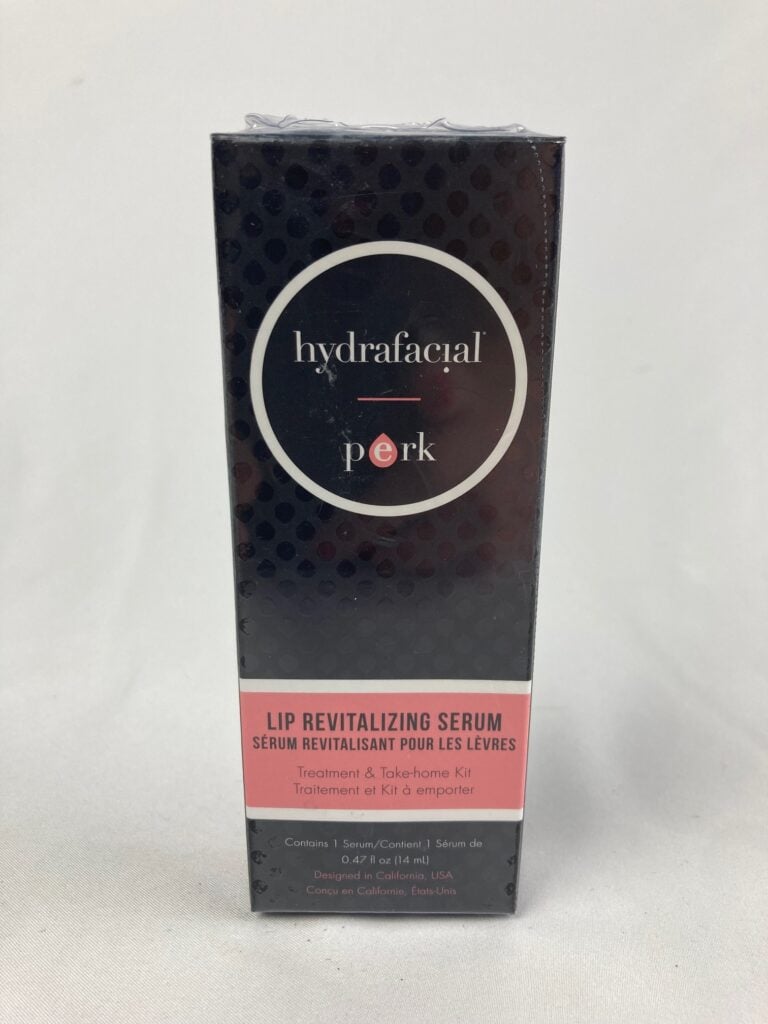 hydrafacial
perk
LIP REVITALIZING SERUM
SÉRUM REVITALISANT POUR LES LÈVRES
Treatment & Take-home Kit
Traitement et Kit à emporter
Contains 1 Serum/Contient 1 Sérum de
0.47 fl oz (14 mL)
Designed in California, USA
Conçu en Californie, États-Unis